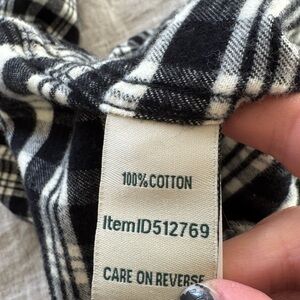 100% COTTON
ItemID512769
CARE ON REVERSE